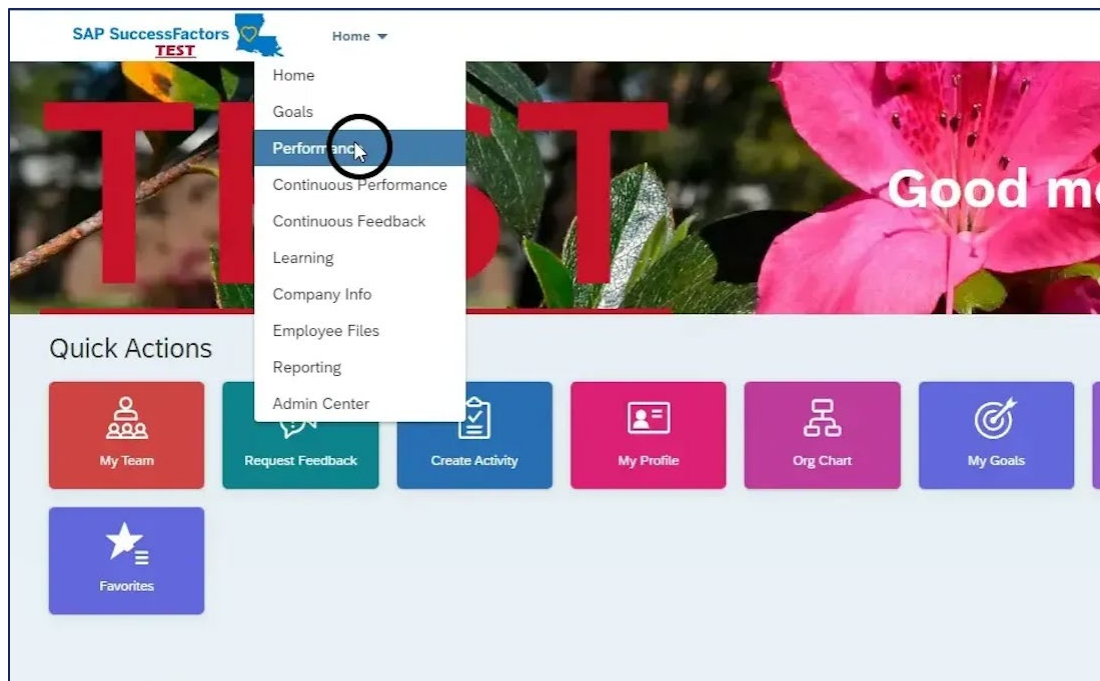 SAP SuccessFactors
TEST
Home
Home
Goals
Performance
Continuous Performance
Continuous Feedback
Learning
Company Info
Employee Files
Reporting
Admin Center
TEST
Good
Quick Actions
My Team
Request Feedback
Create Activity
My Profile
Org Chart
My Goals
Favorites